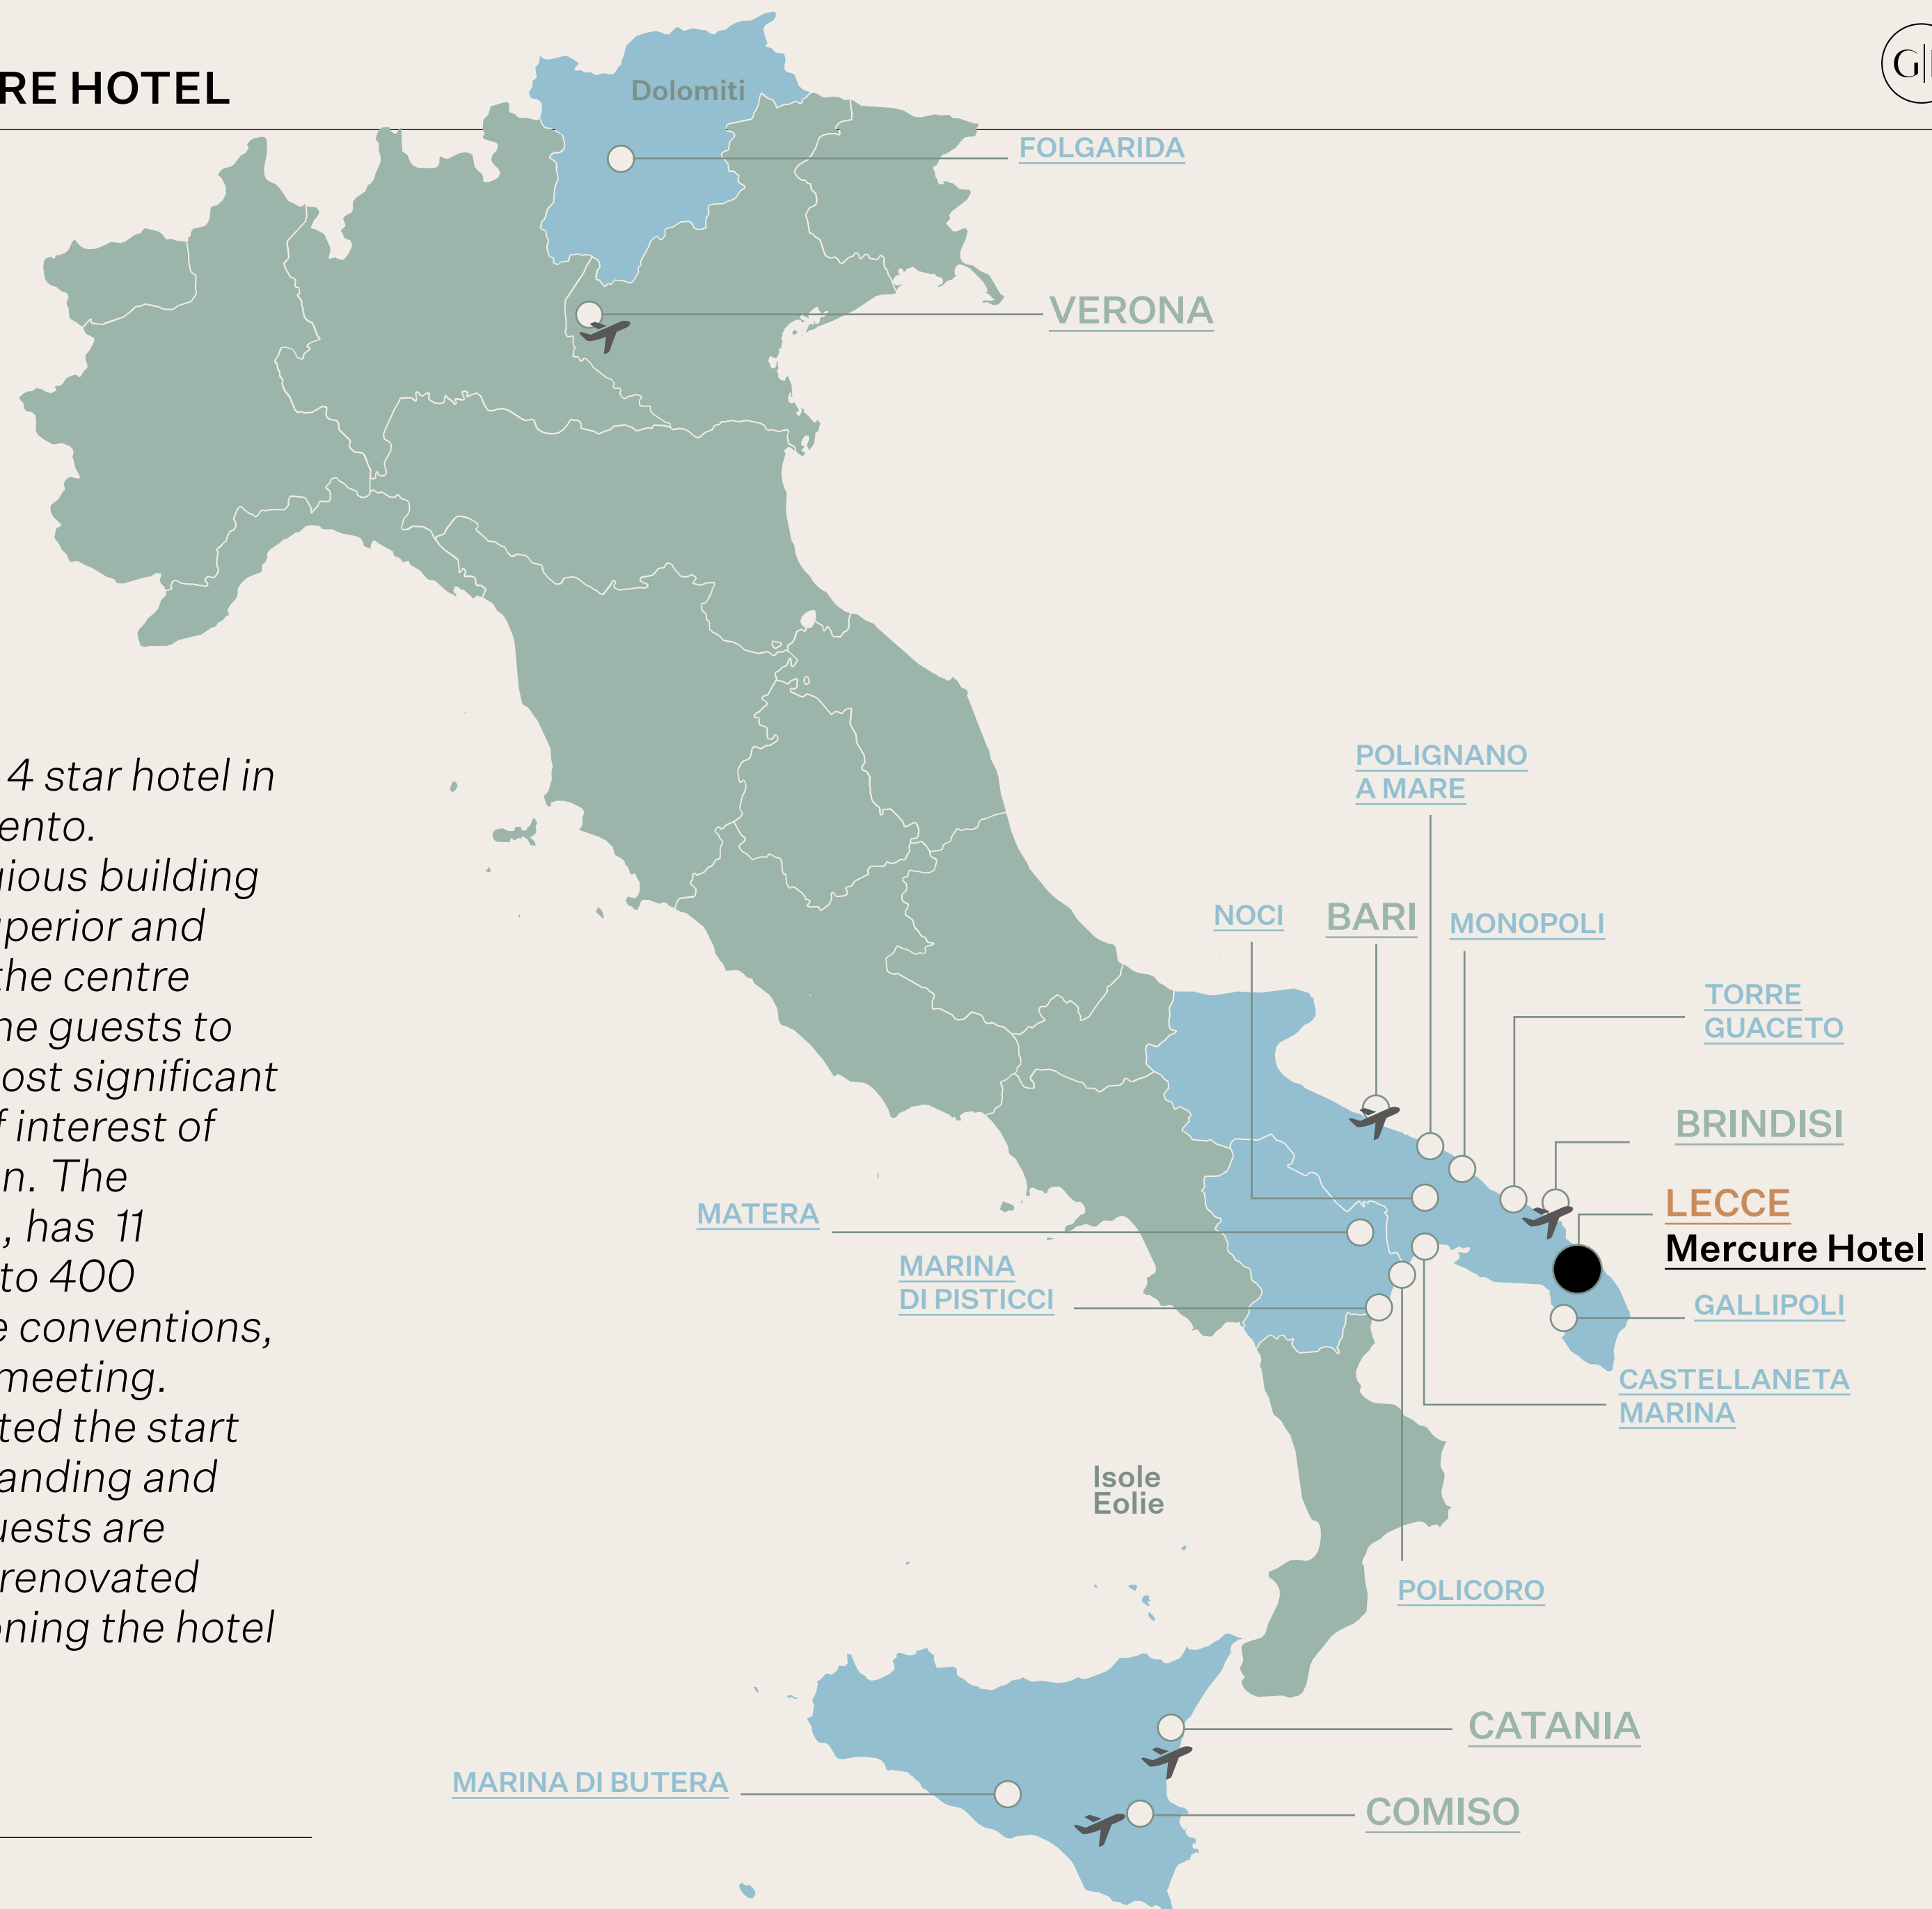 RE HOTEL
G
Dolomiti
FOLGARIDA
VERONA
4 star hotel in
ento.
gious building
perior and
the centre
ne guests to
ost significant
f interest of
n. The
, has 11
to 400
e conventions,
meeting.
ted the start
anding and
uests are
renovated
oning the hotel
POLIGNANO
A MARE
NOCI
BARI
MONOPOLI
TORRE
GUACETO
BRINDISI
LECCE
Mercure Hotel
MATERA
MARINA
DI PISTICCI
GALLIPOLI
CASTELLANETA
MARINA
Isole
Eolie
POLICORO
CATANIA
MARINA DI BUTERA
COMISO